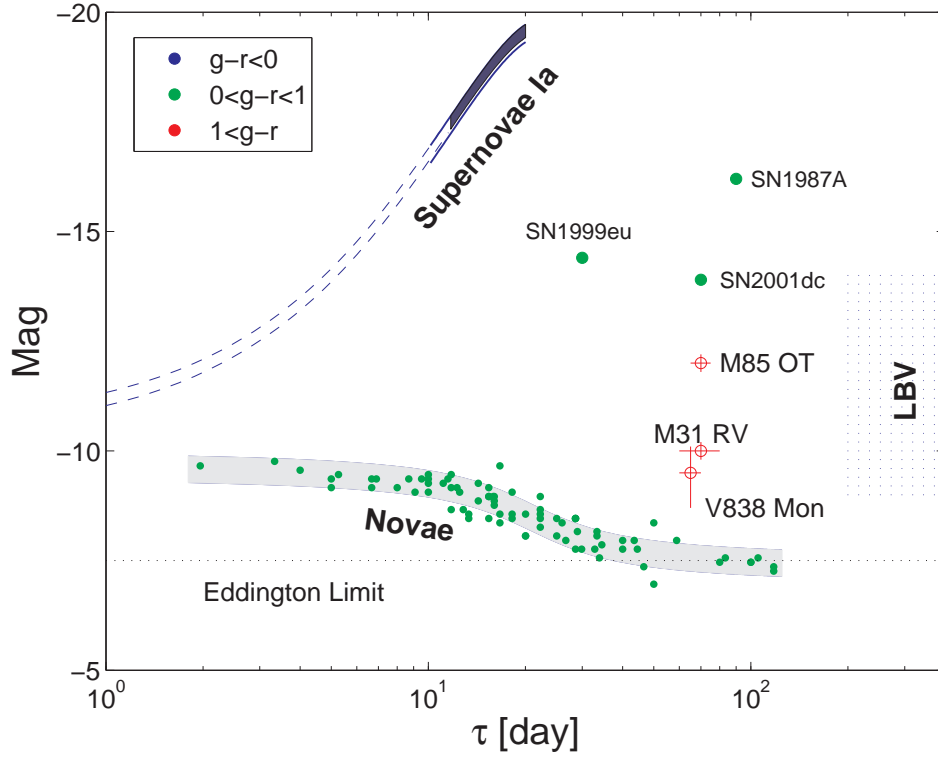 −20
g−r<0
0<g−r<1
1<g−r
Supernovae Ia
SN1987A
−15
SN1999eu
SN2001dc
Mag
M85 OT
LBV
M31 RV
−10
V838 Mon
Novae
Eddington Limit
−5
10^0
10^1
10^2
τ [day]